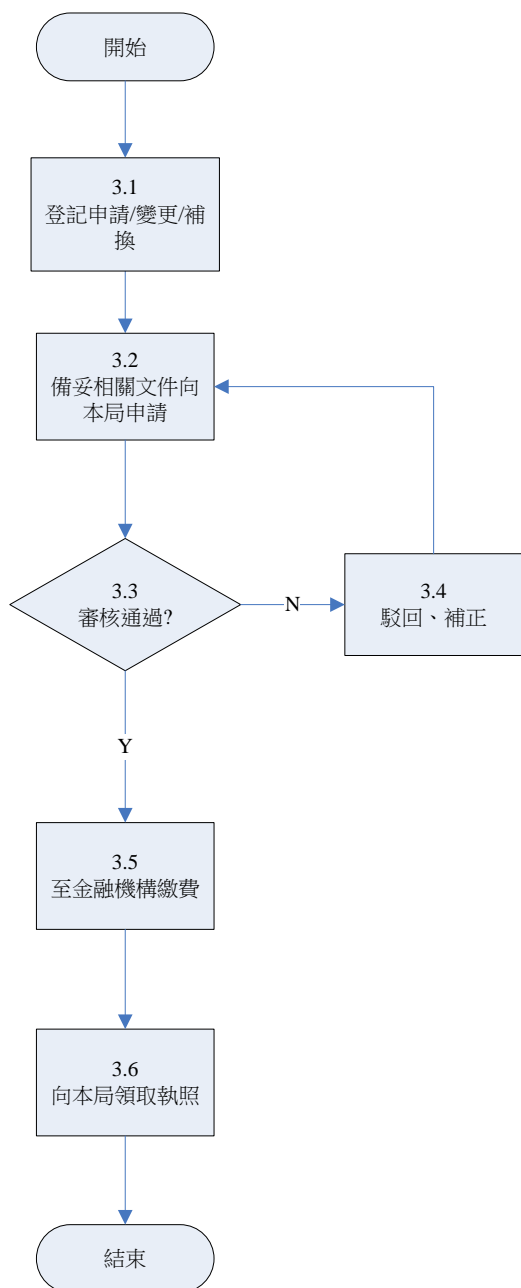 開始
3.1
登記申請/變更/補
換
3.2
備妥相關文件向
本局申請
3.3
審核通過?
N
3.4
駁回、補正
Y
3.5
至金融機構繳費
3.6
向本局領取執照
結束